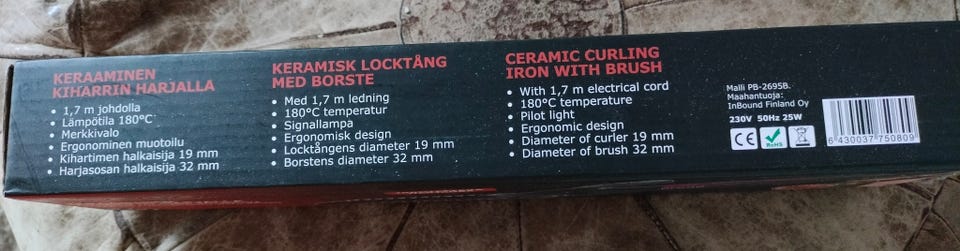 KERAAMINEN
KIHARRIN HARJALLA
• 1,7 m johdolla
• Lämpötila 180°C
• Merkkivalo
• Ergonominen muotoilu
• Kihartimen halkaisija 19 mm
• Harjasosan halkaisija 32 mm
KERAMISK LOCKTÅNG
MED BORSTE
• Med 1,7 m ledning
• 180°C temperatur
• Signallampa
• Ergonomisk design
• Locktångens diameter 19 mm
• Borstens diameter 32 mm
CERAMIC CURLING
IRON WITH BRUSH
• With 1,7 m electrical cord
• 180°C temperature
• Pilot light
• Ergonomic design
• Diameter of curler 19 mm
• Diameter of brush 32 mm
Malli PB-2695B.
Maahantuoja:
InBound Finland Oy
230V 50Hz 25W
CE RoHS
6 430037 750809